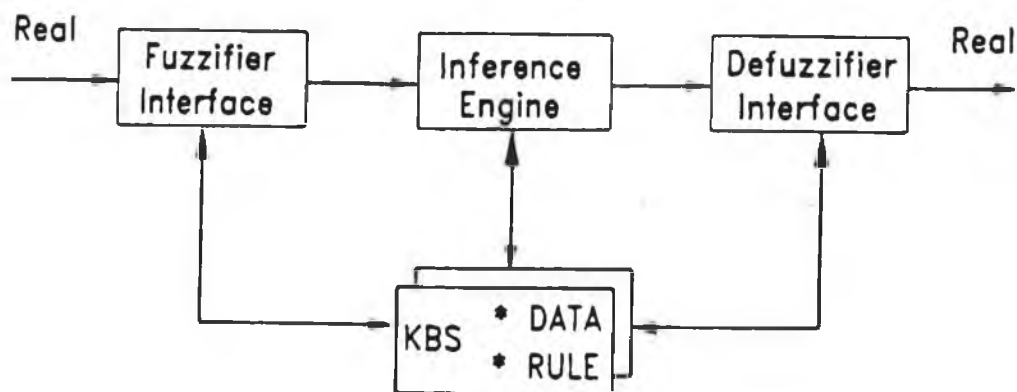 Real
Fuzzifier
Interface
Inference
Engine
Defuzzifier
Interface
Real
KBS
* DATA
* RULE